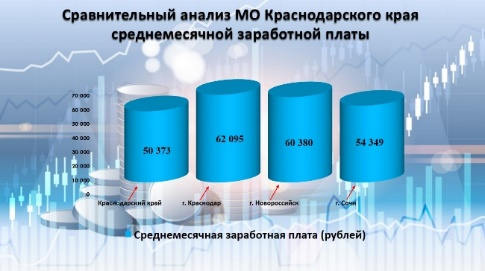 Сравнительный анализ МО Краснодарского края
среднемесячной заработной платы
70 000
60 000
50 000
40 000
30 000
20 000
10 000
0
50 373
62 095
60 380
54 349
Краснодарский край
г. Краснодар
г. Новороссийск
г. Сочи
Среднемесячная заработная плата (рублей)